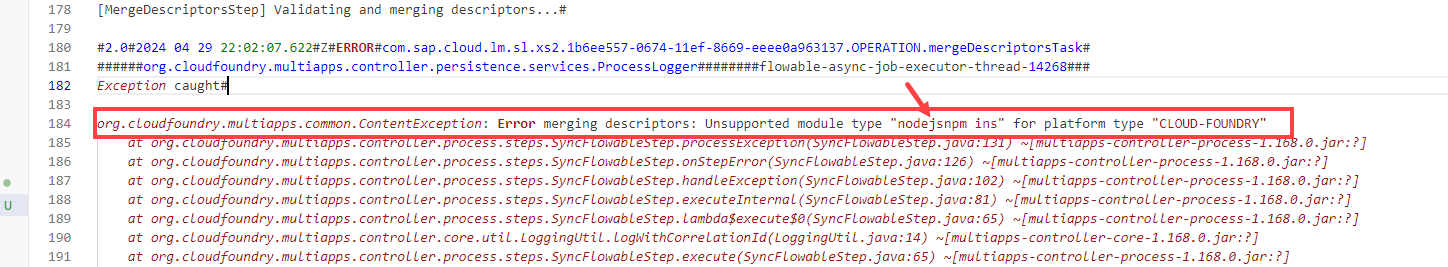 178 [MergeDescriptorsStep] Validating and merging descriptors...#
179
180 #2.0#2024 04 29 22:02:07.622#Z#ERROR#com.sap.cloud.lm.sl.xs2.1b6ee557-0674-11ef-8669-eeee0a963137.OPERATION.mergeDescriptorsTask#
181 ######org.cloudfoundry.multiapps.controller.persistence.services.ProcessLogger########flowable-async-job-executor-thread-14268###
182 Exception caught#
183
184 org.cloudfoundry.multiapps.common.ContentException: Error merging descriptors: Unsupported module type "nodejsnpm ins" for platform type "CLOUD-FOUNDRY"
185 at org.cloudfoundry.multiapps.controller.process.steps.SyncFlowableStep.processException(SyncFlowableStep.java:131) ~[multiapps-controller-process-1.168.0.jar:?]
186 at org.cloudfoundry.multiapps.controller.process.steps.SyncFlowableStep.onStepError(SyncFlowableStep.java:126) ~[multiapps-controller-process-1.168.0.jar:?]
187 at org.cloudfoundry.multiapps.controller.process.steps.SyncFlowableStep.handleException(SyncFlowableStep.java:102) ~[multiapps-controller-process-1.168.0.jar:?]
U 188 at org.cloudfoundry.multiapps.controller.process.steps.SyncFlowableStep.executeInternal(SyncFlowableStep.java:81) ~[multiapps-controller-process-1.168.0.jar:?]
189 at org.cloudfoundry.multiapps.controller.process.steps.SyncFlowableStep.lambda$execute$0(SyncFlowableStep.java:65) ~[multiapps-controller-process-1.168.0.jar:?]
190 at org.cloudfoundry.multiapps.controller.core.util.LoggingUtil.logWithCorrelationId(LoggingUtil.java:14) ~[multiapps-controller-core-1.168.0.jar:?]
191 at org.cloudfoundry.multiapps.controller.process.steps.SyncFlowableStep.execute(SyncFlowableStep.java:65) ~[multiapps-controller-process-1.168.0.jar:?]